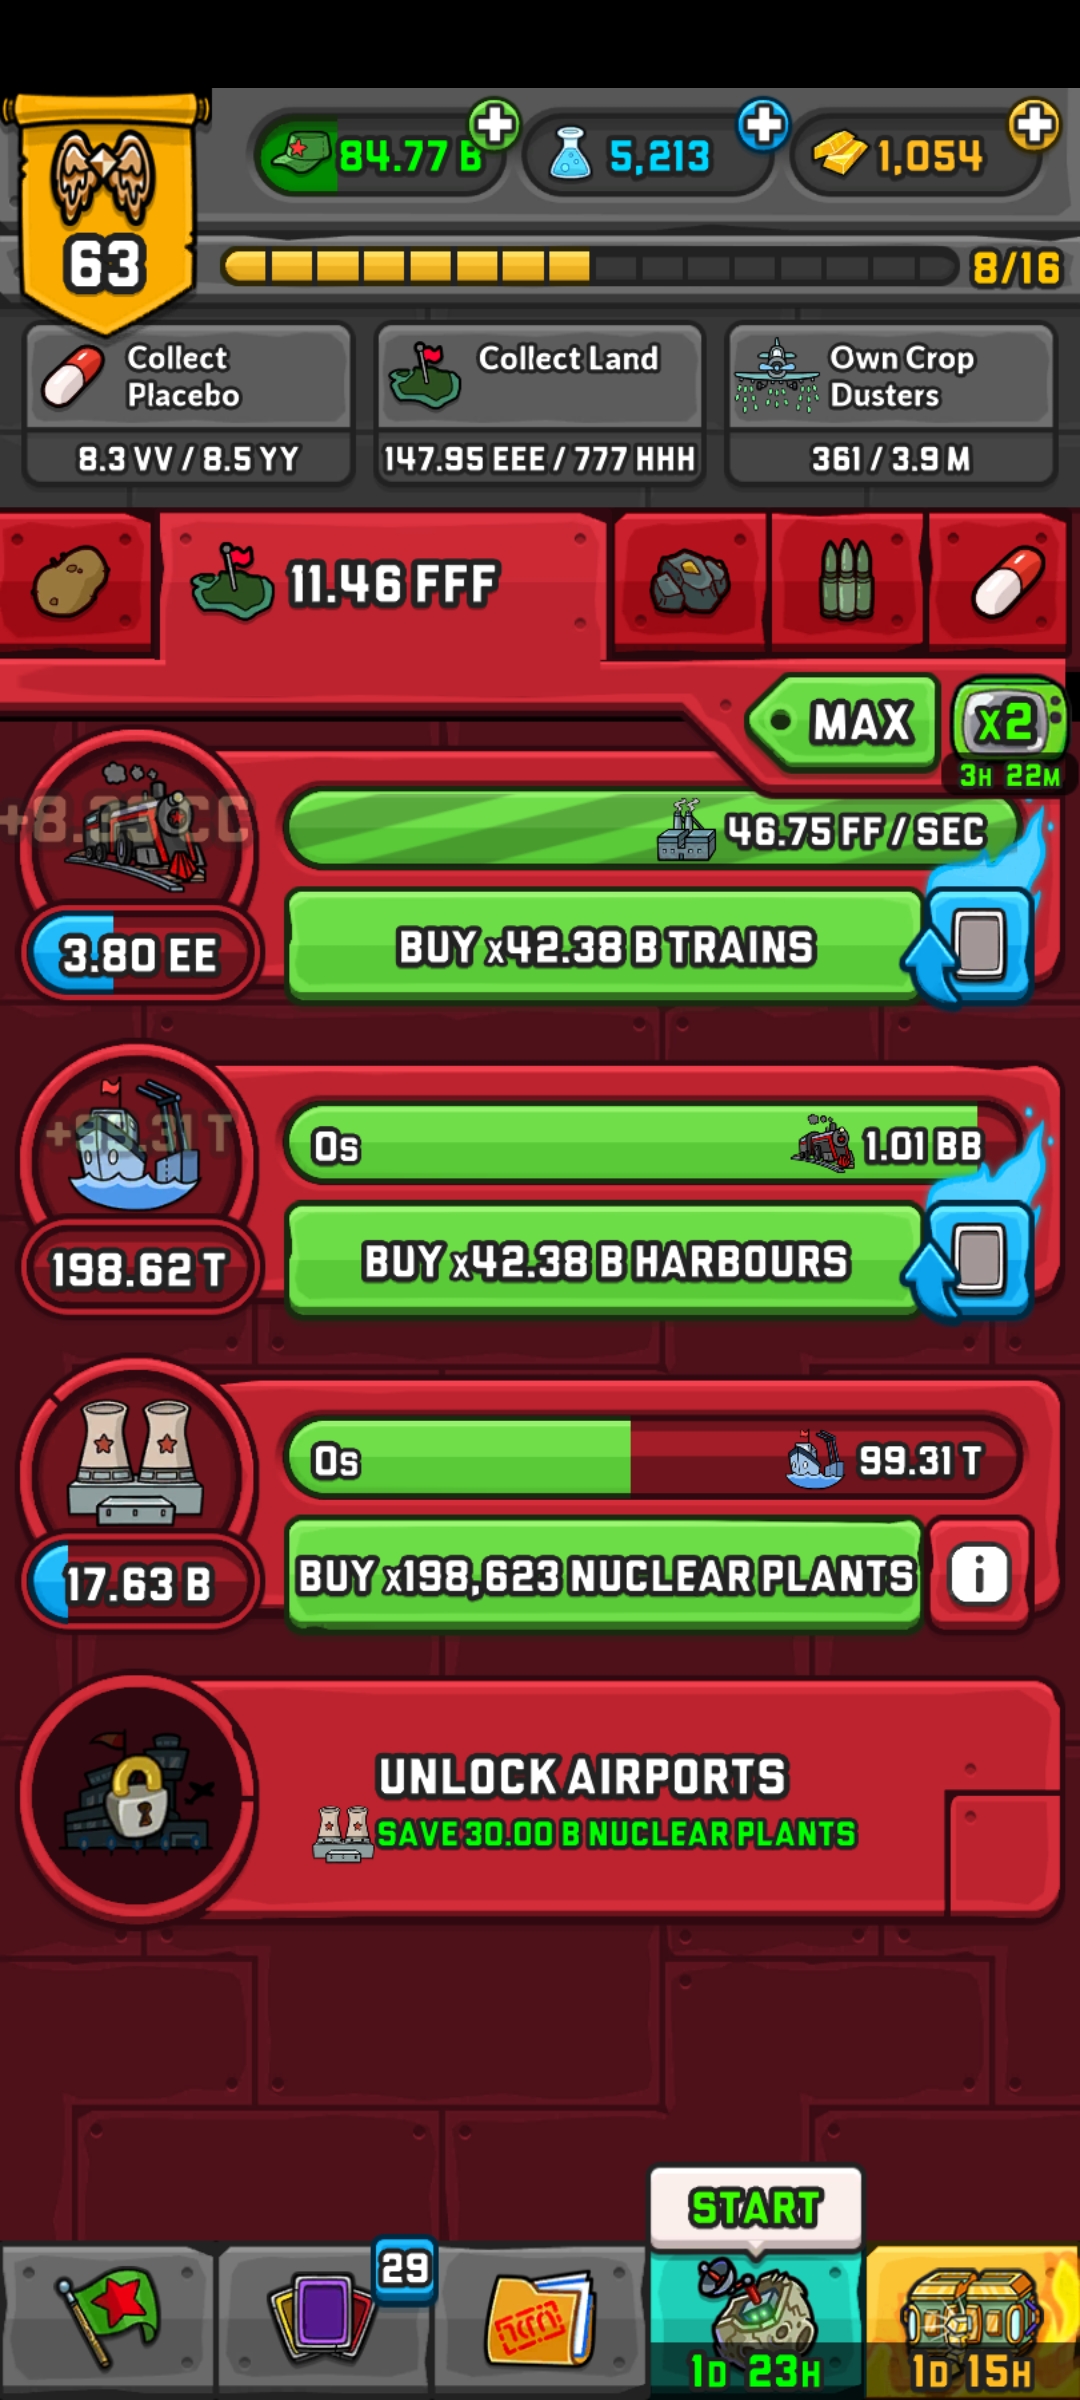 63
84.77 B
5,213
1,054
8/16
Collect
Placebo
8.3 VV / 8.5 YY
Collect Land
147.95 EEE / 777 HHH
Own Crop
Dusters
361 / 3.9 M
11.46 FFF
MAX
x2
3H 22M
46.75 FF / SEC
3.80 EE
BUY x42.38 B TRAINS
+99.31 T
0s
1.01 BB
198.62 T
BUY x42.38 B HARBOURS
0s
99.31 T
17.63 B
BUY x198,623 NUCLEAR PLANTS
i
UNLOCK AIRPORTS
SAVE 30.00 B NUCLEAR PLANTS
START
29
1D 23H
1D 15H